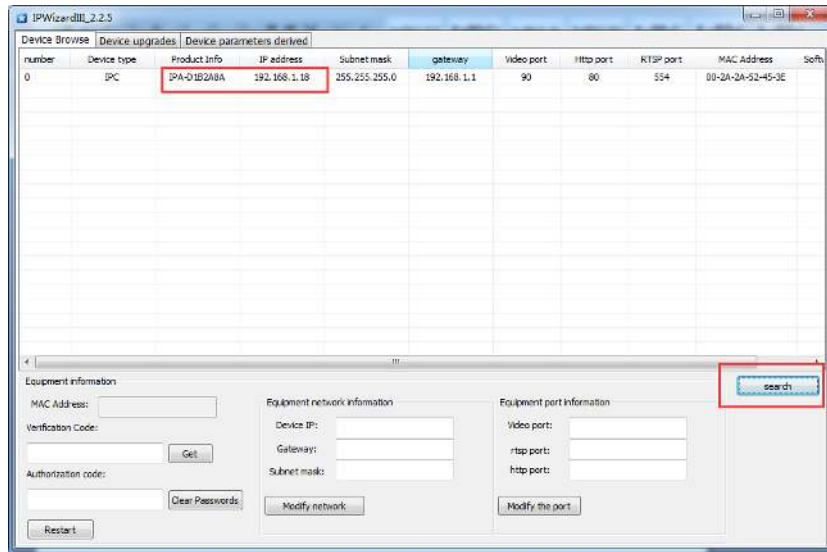 IPWizardIII_2.2.5
Device Browse Device upgrades Device parameters derived
number Device type Product Info IP address Subnet mask gateway Video port Http port RTSP port MAC Address Softw
0 IPC IPA-D1B2A8A 192.168.1.18 255.255.255.0 192.168.1.1 90 80 554 00-2A-2A-52-45-3E
search
Equipment information
MAC Address:
Verification Code:
Get
Authorization code:
Clear Passwords
Restart
Equipment network information
Device IP:
Gateway:
Subnet mask:
Modify network
Equipment port information
Video port:
rtsp port:
http port:
Modify the port